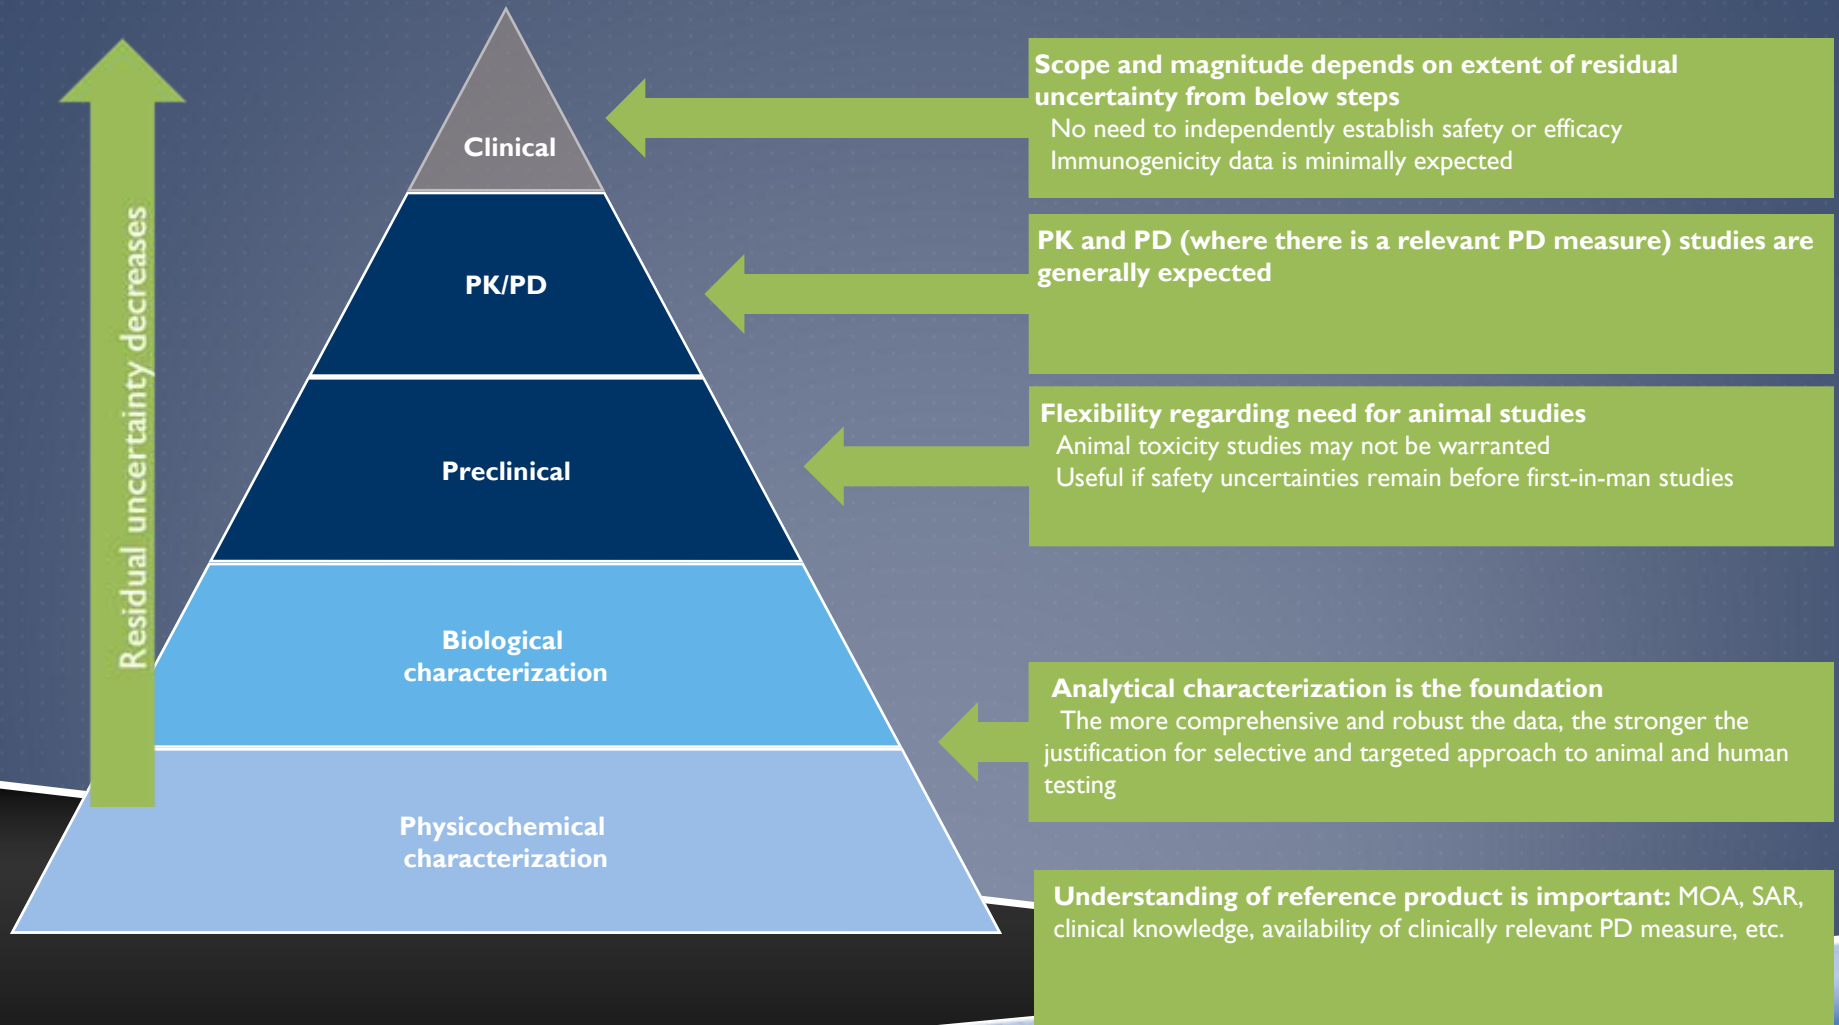 Residual uncertainty decreases
Clinical
PK/PD
Preclinical
Biological
characterization
Physicochemical
characterization
Scope and magnitude depends on extent of residual
uncertainty from below steps
No need to independently establish safety or efficacy
Immunogenicity data is minimally expected
PK and PD (where there is a relevant PD measure) studies are
generally expected
Flexibility regarding need for animal studies
Animal toxicity studies may not be warranted
Useful if safety uncertainties remain before first-in-man studies
Analytical characterization is the foundation
The more comprehensive and robust the data, the stronger the
justification for selective and targeted approach to animal and human
testing
Understanding of reference product is important: MOA, SAR,
clinical knowledge, availability of clinically relevant PD measure, etc.